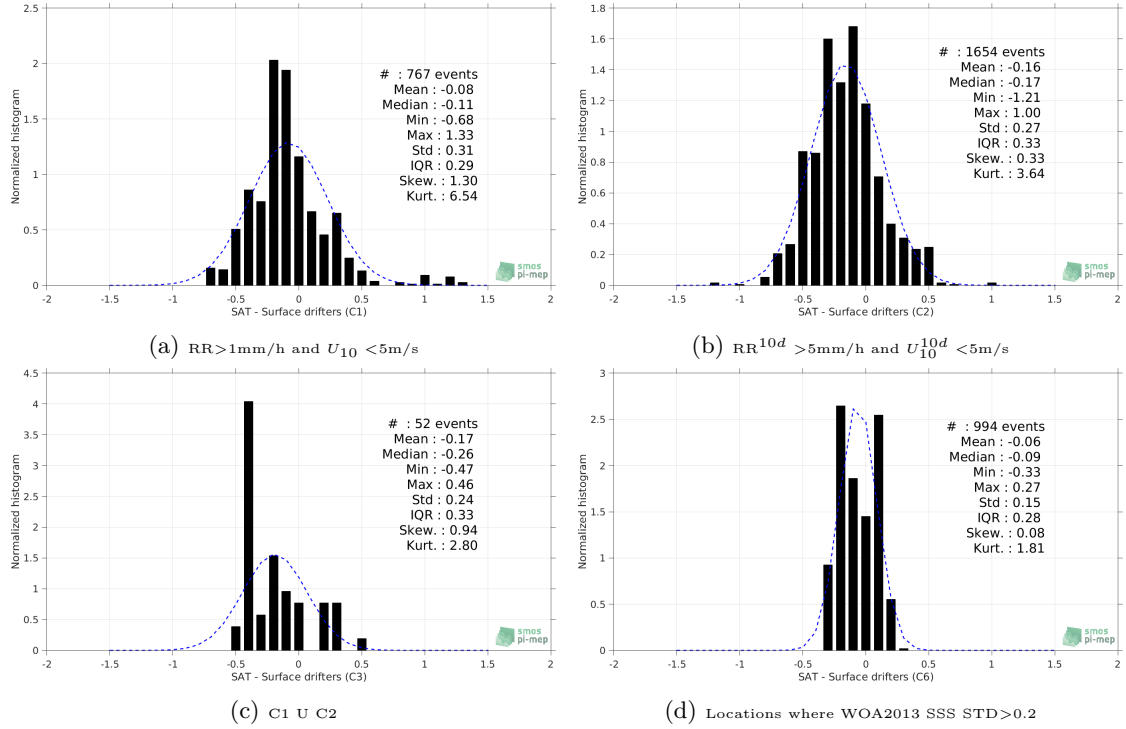 2.5
2
1.5
1
0.5
0
-2
-1.5
-1
-0.5
0
0.5
1
1.5
2
Normalized histogram
SAT - Surface drifters (C1)
# : 767 events
Mean : -0.08
Median : -0.11
Min : -0.68
Max : 1.33
Std : 0.31
IQR : 0.29
Skew. : 1.30
Kurt. : 6.54
smos
pi-mep
(a) RR>1mm/h and U10 <5m/s
1.8
1.6
1.4
1.2
1
0.8
0.6
0.4
0.2
0
-2
-1.5
-1
-0.5
0
0.5
1
1.5
2
Normalized histogram
SAT - Surface drifters (C2)
# : 1654 events
Mean : -0.16
Median : -0.17
Min : -1.21
Max : 1.00
Std : 0.27
IQR : 0.33
Skew. : 0.33
Kurt. : 3.64
smos
pi-mep
(b) RR^10d >5mm/h and U10^10d <5m/s
4.5
4
3.5
3
2.5
2
1.5
1
0.5
0
-2
-1.5
-1
-0.5
0
0.5
1
1.5
2
Normalized histogram
SAT - Surface drifters (C3)
# : 52 events
Mean : -0.17
Median : -0.26
Min : -0.47
Max : 0.46
Std : 0.24
IQR : 0.33
Skew. : 0.94
Kurt. : 2.80
smos
pi-mep
(c) C1 U C2
3
2.5
2
1.5
1
0.5
0
-2
-1.5
-1
-0.5
0
0.5
1
1.5
2
Normalized histogram
SAT - Surface drifters (C6)
# : 994 events
Mean : -0.06
Median : -0.09
Min : -0.33
Max : 0.27
Std : 0.15
IQR : 0.28
Skew. : 0.08
Kurt. : 1.81
smos
pi-mep
(d) Locations where WOA2013 SSS STD>0.2